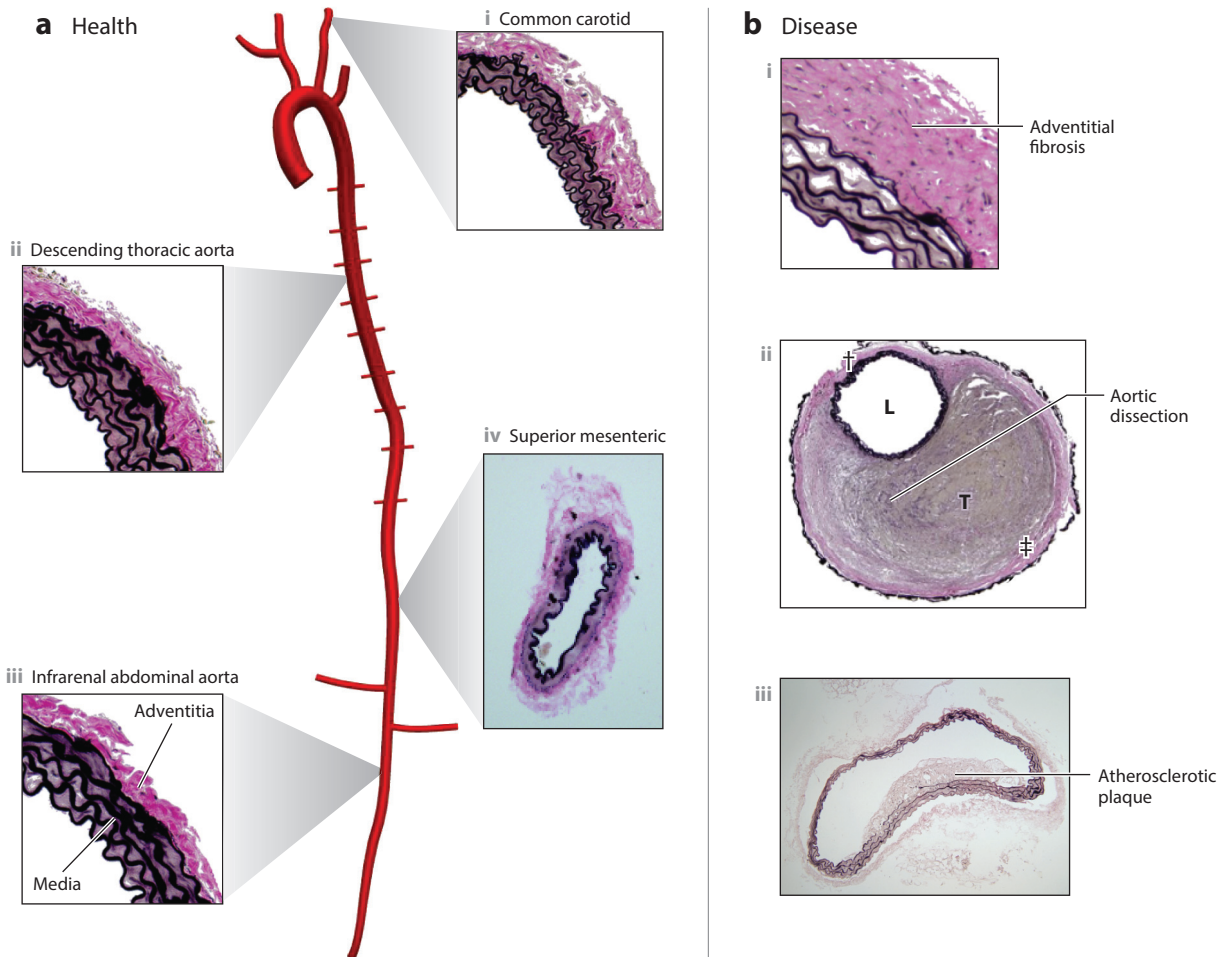 a Health
i Common carotid
ii Descending thoracic aorta
iv Superior mesenteric
iii Infrarenal abdominal aorta
Adventitia
Media
b Disease
i
Adventitial
fibrosis
ii
†
L
Aortic
dissection
T
‡
iii
Atherosclerotic
plaque